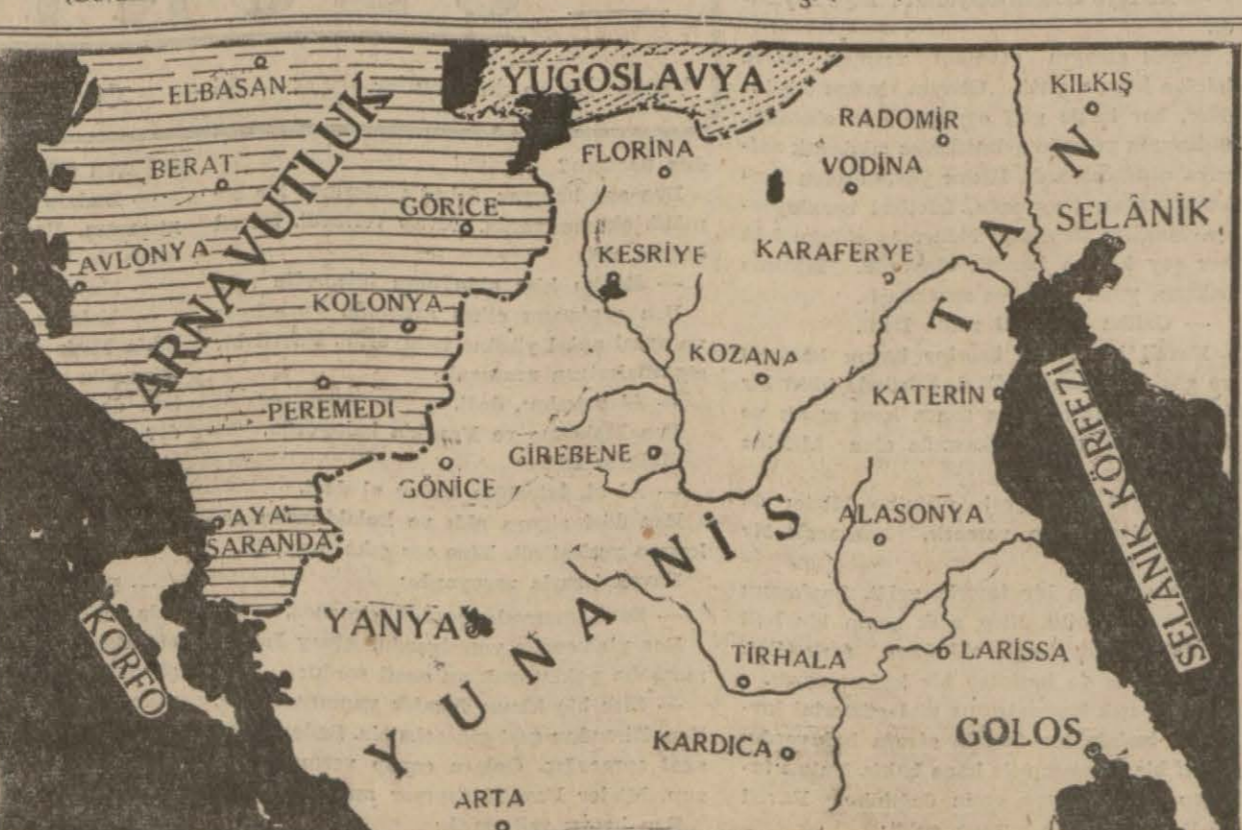 YUGOSLAVYA
ELBASAN
KILKIŞ
RADOMİR
FLORİNA
VODİNA
BERAT
ARNAVUTLUK
GÖRİCE
SELÂNİK
AVLONYA
KESRİYE
KARAFERYE
KOLONYA
KOZANA
KATERİN
PEREMEDI
GİREBENE
GÖNİCE
SELÂNİK KÖRFEZİ
AYA
SARANDA
ALASONYA
YUNANİSTAN
KORFO
YANYA
TİRHALA
LARİSSA
KARDICA
GOLOS
ARTA